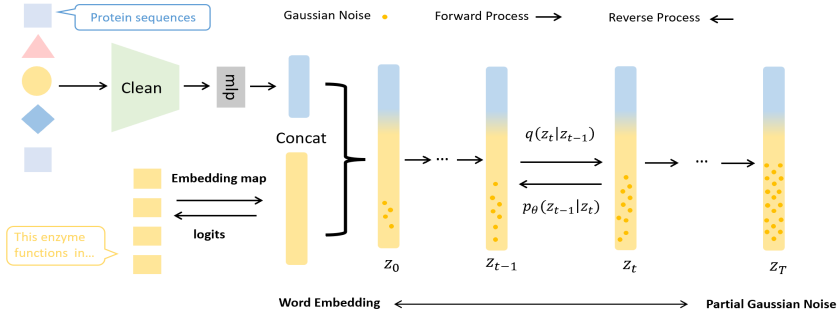 Protein sequences
Gaussian Noise
Forward Process
Reverse Process
Clean
mlp
Concat
Embedding map
logits
This enzyme
functions in...
...
q(z_t|z_{t-1})
p_θ(z_{t-1}|z_t)
...
z_0
z_{t-1}
z_t
z_T
Word Embedding
Partial Gaussian Noise